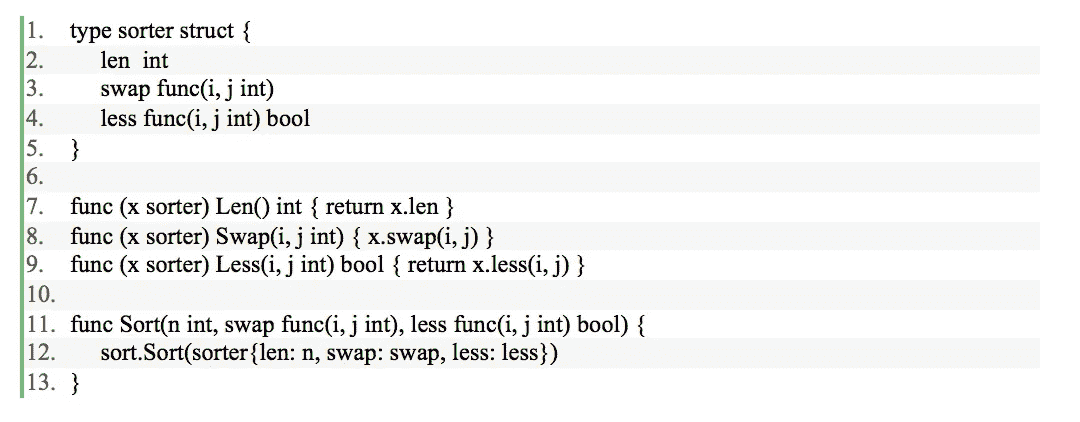 1. type sorter struct {
2. len int
3. swap func(i, j int)
4. less func(i, j int) bool
5. }
6.
7. func (x sorter) Len() int { return x.len }
8. func (x sorter) Swap(i, j int) { x.swap(i, j) }
9. func (x sorter) Less(i, j int) bool { return x.less(i, j) }
10.
11. func Sort(n int, swap func(i, j int), less func(i, j int) bool) {
12. sort.Sort(sorter{len: n, swap: swap, less: less})
13. }